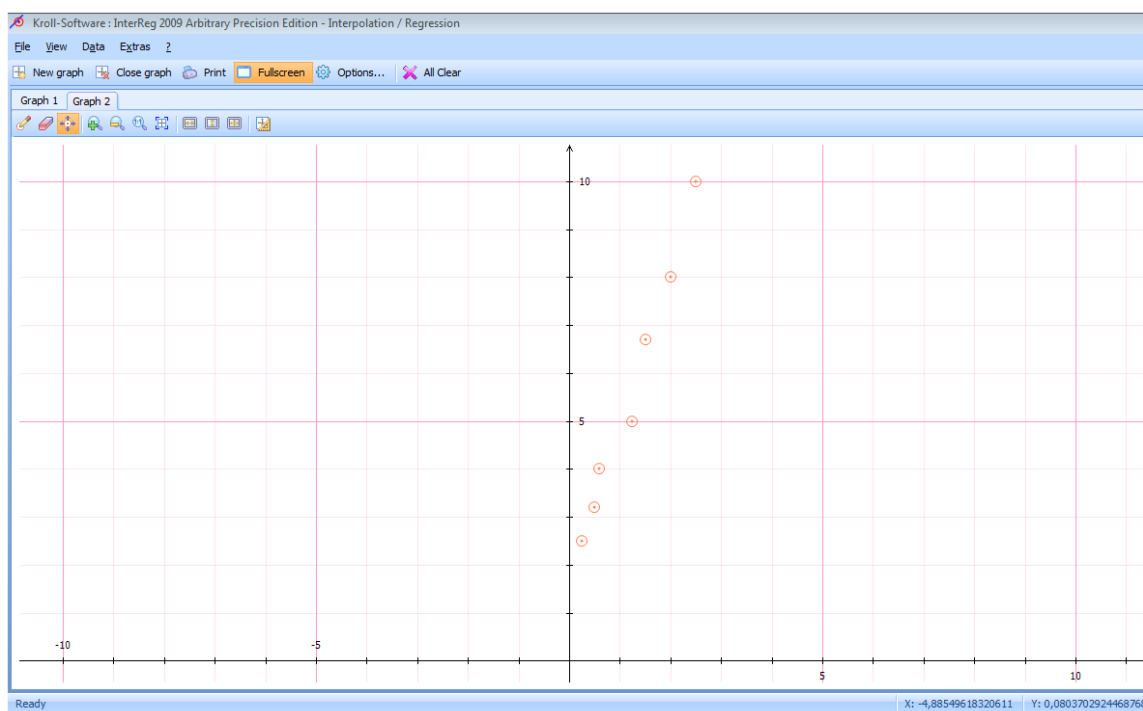 Kroll-Software : InterReg 2009 Arbitrary Precision Edition - Interpolation / Regression
File View Data Extras ?
New graph Close graph Print Fullscreen Options... All Clear
Graph 1 Graph 2
10
5
-10 -5
5 10
Ready X: -4,88549618320611 Y: 0,0803702924468766